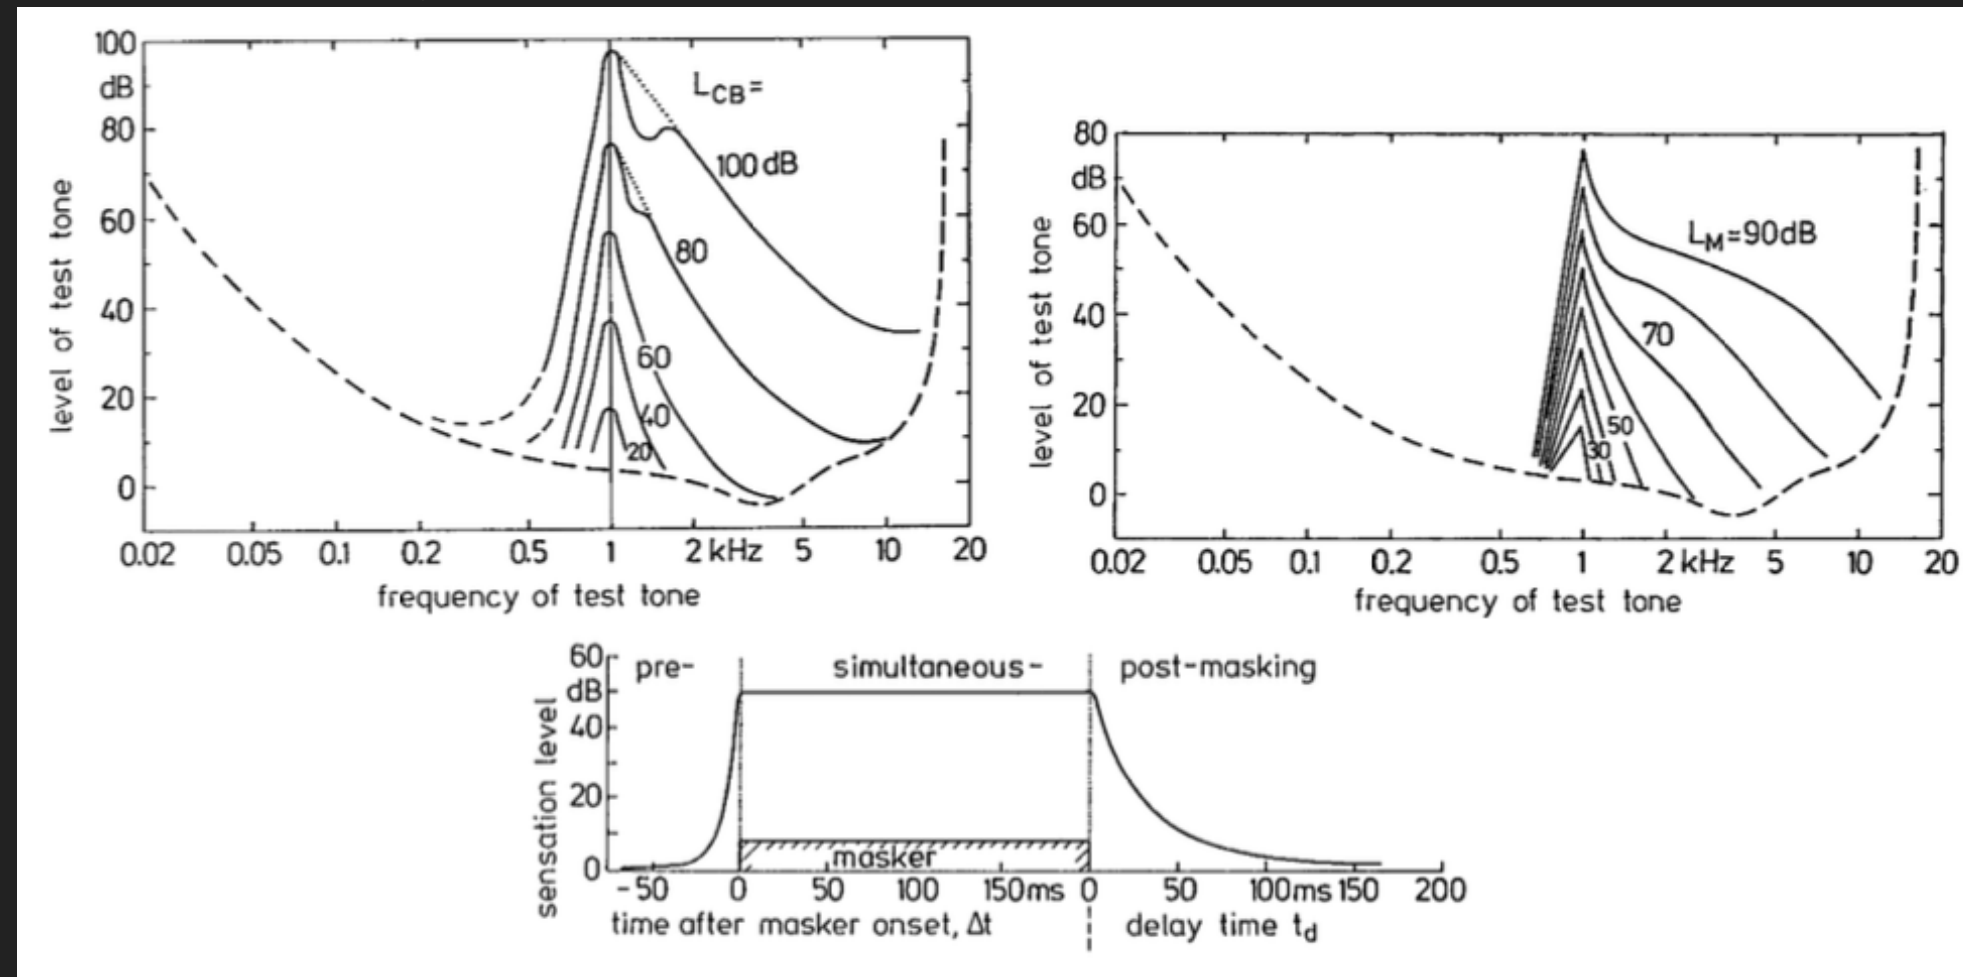 100
dB
80
60
40
20
0
level of test tone
L_CB=
100 dB
80
60
40
20
0.02 0.05 0.1 0.2 0.5 1 2 kHz 5 10 20
frequency of test tone
80
dB
60
40
20
0
level of test tone
L_M=90dB
70
50
30
0.02 0.05 0.1 0.2 0.5 1 2 kHz 5 10 20
frequency of test tone
60
dB
40
20
0
sensation level
pre- simultaneous- post-masking
masker
-50 0 50 100 150ms 0 50 100ms 150 200
time after masker onset, Δt delay time t_d